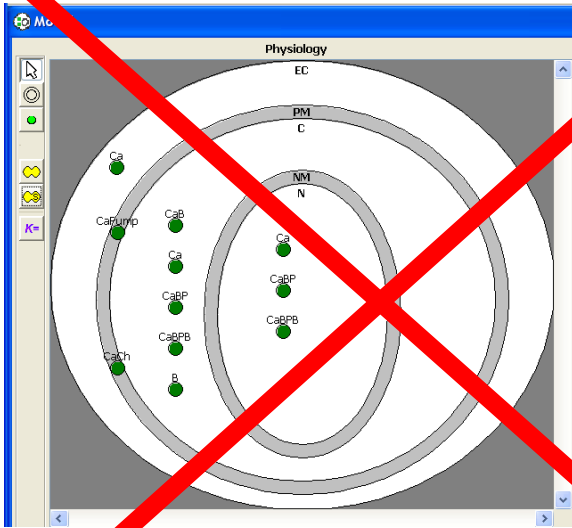 Mo
Physiology
EC
PM
C
NM
N
Ca
CaPump
CaB
Ca
Ca
CaBP
CaBP
CaBPB
CaBPB
CaCh
B
K=